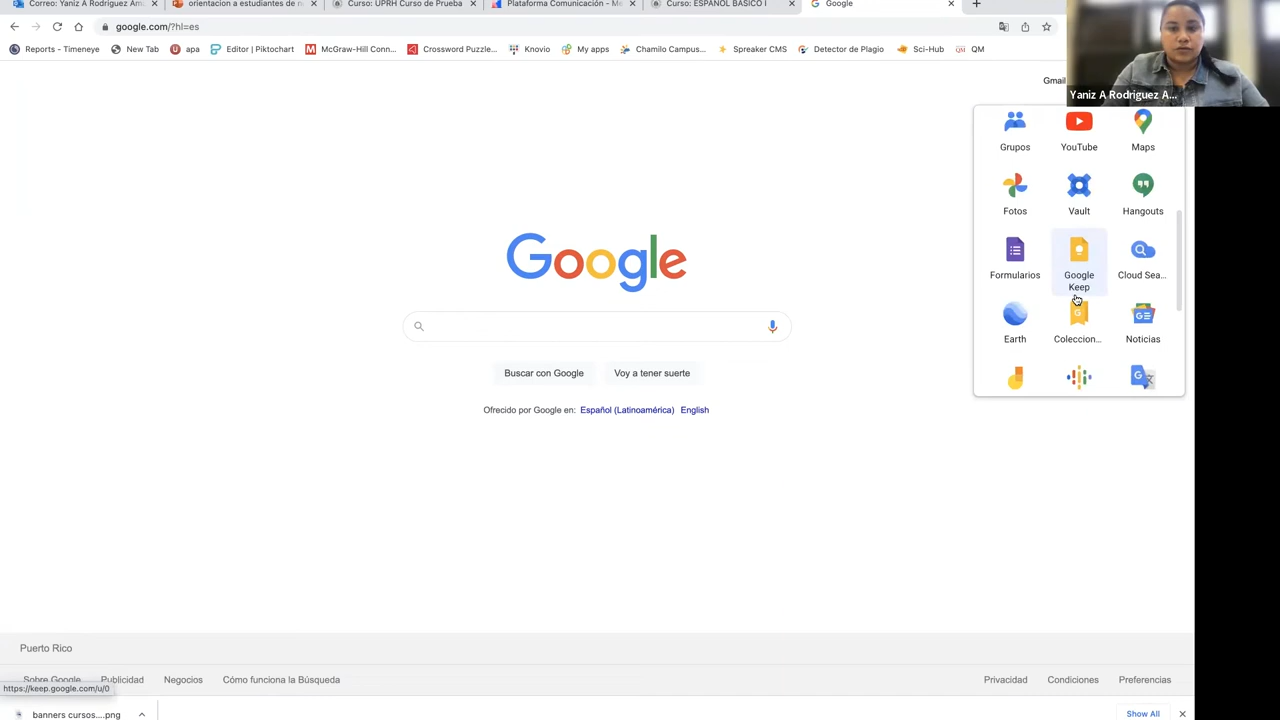 Correo: Yaniz A Rodriguez Am...
orientacion a estudiantes de n
Curso: UPRH Curso de Prueba
Plataforma Comunicación - M
Curso: ESPAÑOL BASICO I
Google
google.com/?hl=es
Reports - Timeneye
New Tab
apa
Editor | Piktochart
McGraw-Hill Conn...
Crossword Puzzle...
Knovio
My apps
Chamilo Campus...
Spreaker CMS
Detector de Plagio
Sci-Hub
QM
QM
Yaniz A Rodriguez A...
Gmail
Grupos
YouTube
Maps
Fotos
Vault
Hangouts
Formularios
Google
Keep
Cloud Sea...
Earth
Coleccion...
Noticias
Google
Buscar con Google
Voy a tener suerte
Ofrecido por Google en: Español (Latinoamérica) English
Puerto Rico
Sobre Google
Publicidad
Negocios
Cómo funciona la Búsqueda
Privacidad
Condiciones
Preferencias
https://keep.google.com/u/0
banners cursos....png
Show All